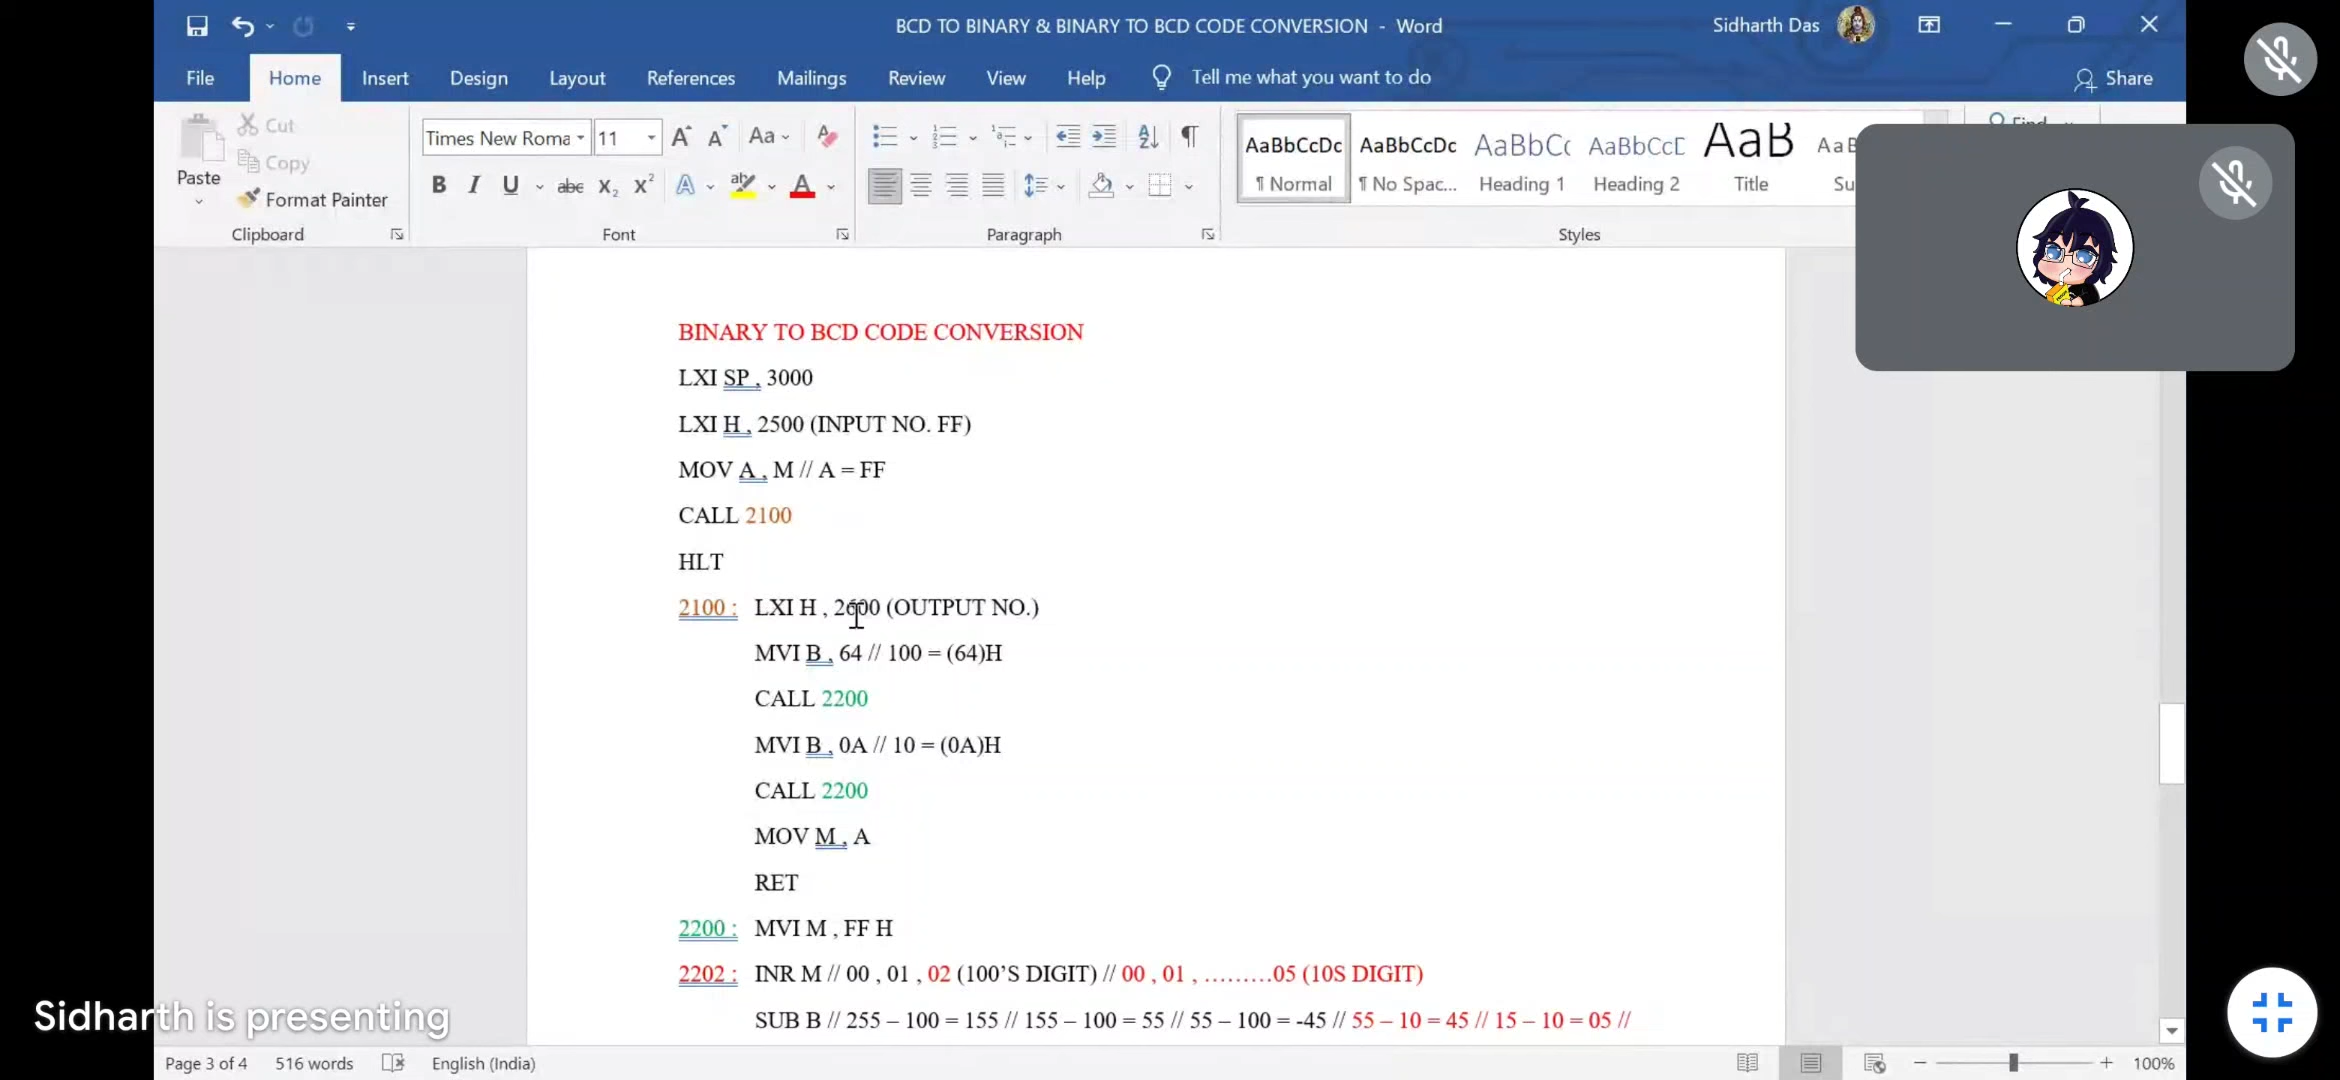 BCD TO BINARY & BINARY TO BCD CODE CONVERSION - Word
Sidharth Das
File Home Insert Design Layout References Mailings Review View Help Tell me what you want to do Share
Cut
Copy
Paste
Format Painter
Clipboard
Times New Roma 11
Font
Paragraph
AaBbCcDc AaBbCcDc AaBbCc AaBbCcD AaB AaB
¶ Normal ¶ No Spac... Heading 1 Heading 2 Title Su
Styles
Find
BINARY TO BCD CODE CONVERSION
LXI SP , 3000
LXI H , 2500 (INPUT NO. FF)
MOV A , M // A = FF
CALL 2100
HLT
2100 : LXI H , 2600 (OUTPUT NO.)
MVI B , 64 // 100 = (64)H
CALL 2200
MVI B , 0A // 10 = (0A)H
CALL 2200
MOV M , A
RET
2200 : MVI M , FF H
2202 : INR M // 00 , 01 , 02 (100’S DIGIT) // 00 , 01 , ………05 (10S DIGIT)
SUB B // 255 – 100 = 155 // 155 – 100 = 55 // 55 – 100 = -45 // 55 – 10 = 45 // 15 – 10 = 05 //
Sidharth is presenting
Page 3 of 4 516 words English (India) 100%